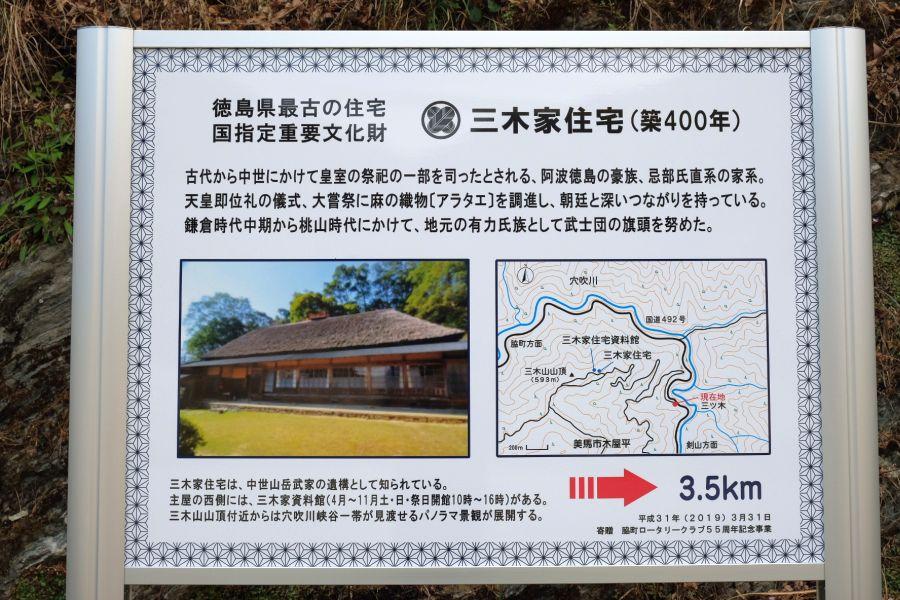 徳島県最古の住宅
国指定重要文化財
三木家住宅(築400年)
古代から中世にかけて皇室の祭祀の一部を司ったとされる、阿波徳島の豪族、忌部氏直系の家系。
天皇即位礼の儀式、大嘗祭に麻の織物〔アラタエ〕を調進し、朝廷と深いつながりを持っている。
鎌倉時代中期から桃山時代にかけて、地元の有力氏族として武士団の旗頭を努めた。
穴吹川
国道492号
脇町方面
三木家住宅資料館
三木家住宅
三木山山頂
(593m)
現在地
三ツ木
美馬市木屋平
剣山方面
200m
三木家住宅は、中世山岳武家の遺構として知られている。
主屋の西側には、三木家資料館(4月～11月土・日・祭日開館10時～16時)がある。
三木山山頂付近からは穴吹川峡谷一帯が見渡せるパノラマ景観が展開する。
3.5km
平成31年(2019)3月31日
寄贈 脇町ロータリークラブ55周年記念事業